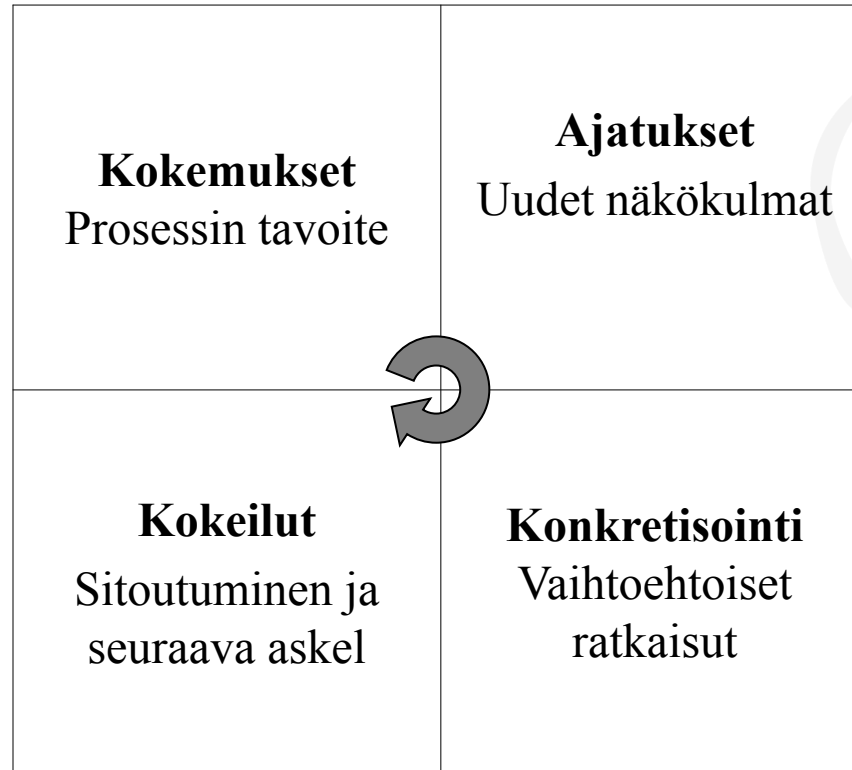 Kokemukset
Prosessin tavoite
Ajatukset
Uudet näkökulmat
Kokeilut
Sitoutuminen ja
seuraava askel
Konkretisointi
Vaihtoehtoiset
ratkaisut